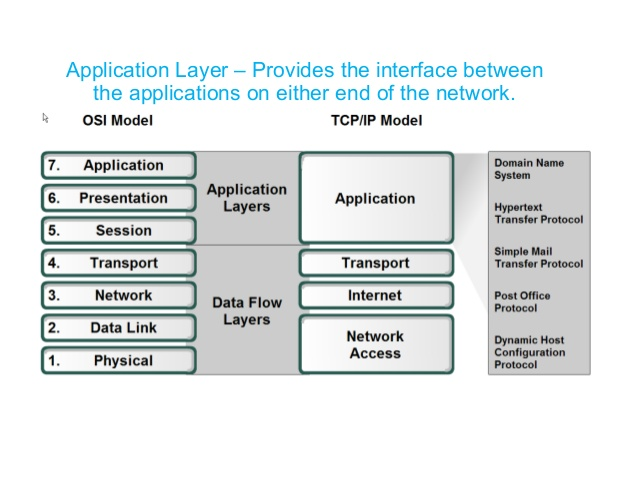 Application Layer – Provides the interface between
the applications on either end of the network.
OSI Model
TCP/IP Model
7. Application
6. Presentation
5. Session
4. Transport
3. Network
2. Data Link
1. Physical
Application
Layers
Data Flow
Layers
Application
Transport
Internet
Network
Access
Domain Name
System
Hypertext
Transfer Protocol
Simple Mail
Transfer Protocol
Post Office
Protocol
Dynamic Host
Configuration
Protocol